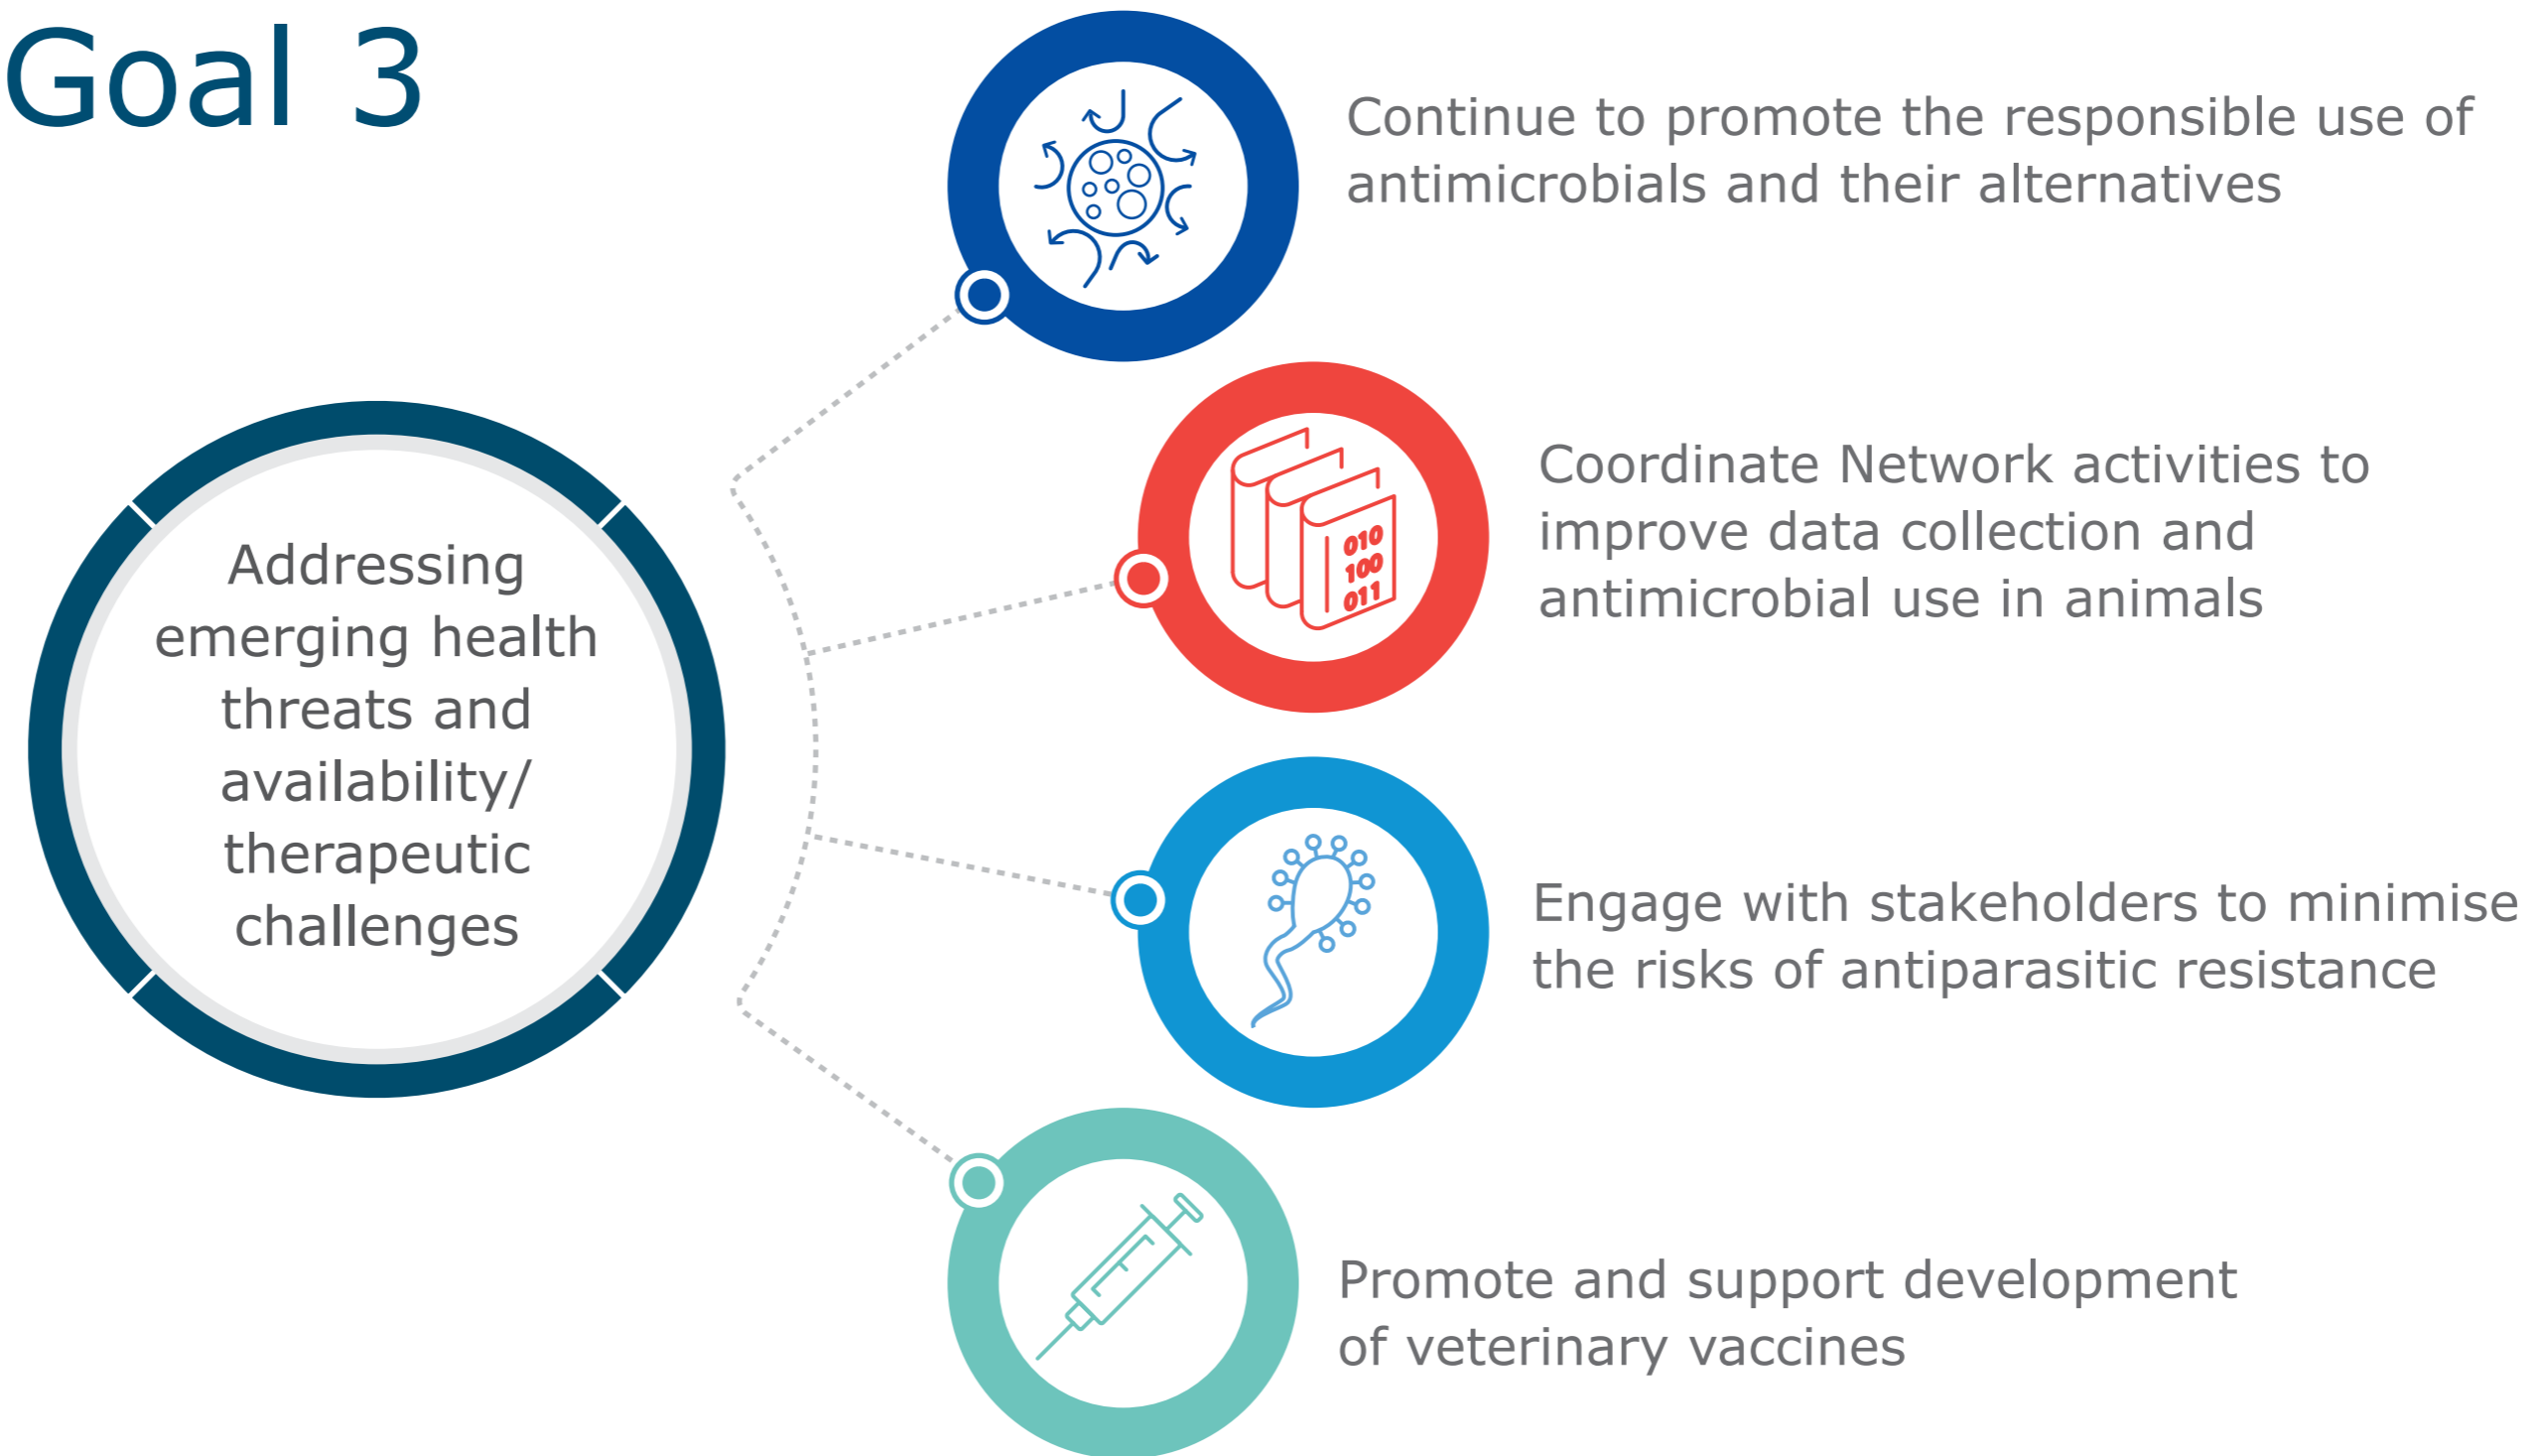 Goal 3
Continue to promote the responsible use of
antimicrobials and their alternatives
Addressing
emerging health
threats and
availability/
therapeutic
challenges
010
100
011
Coordinate Network activities to
improve data collection and
antimicrobial use in animals
Engage with stakeholders to minimise
the risks of antiparasitic resistance
Promote and support development
of veterinary vaccines